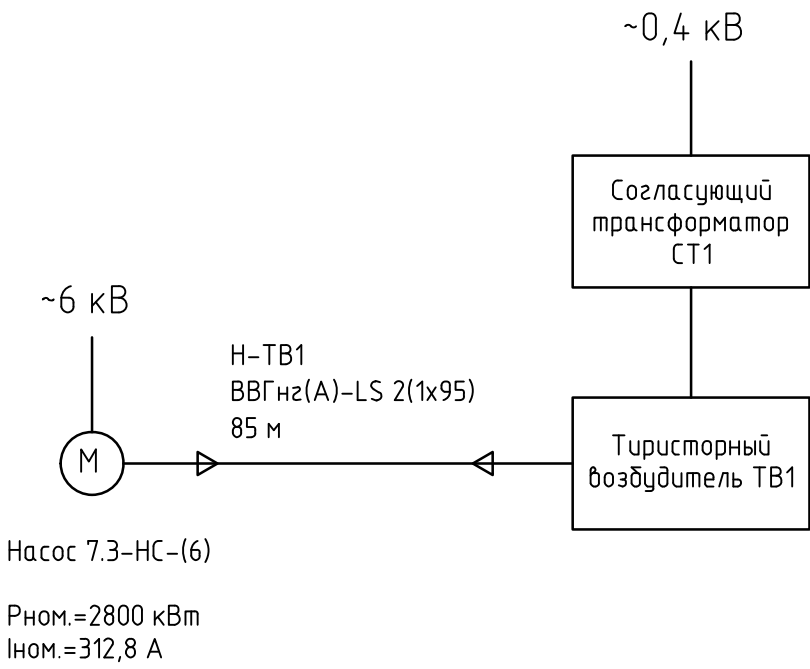 ~0,4 кВ
Согласующий
трансформатор
СТ1
~6 кВ
Н-ТВ1
ВВГнг(А)-LS 2(1х95)
85 м
М
Тиристорный
возбудитель ТВ1
Насос 7.3-НС-(6)
Рном.=2800 кВт
Iном.=312,8 А